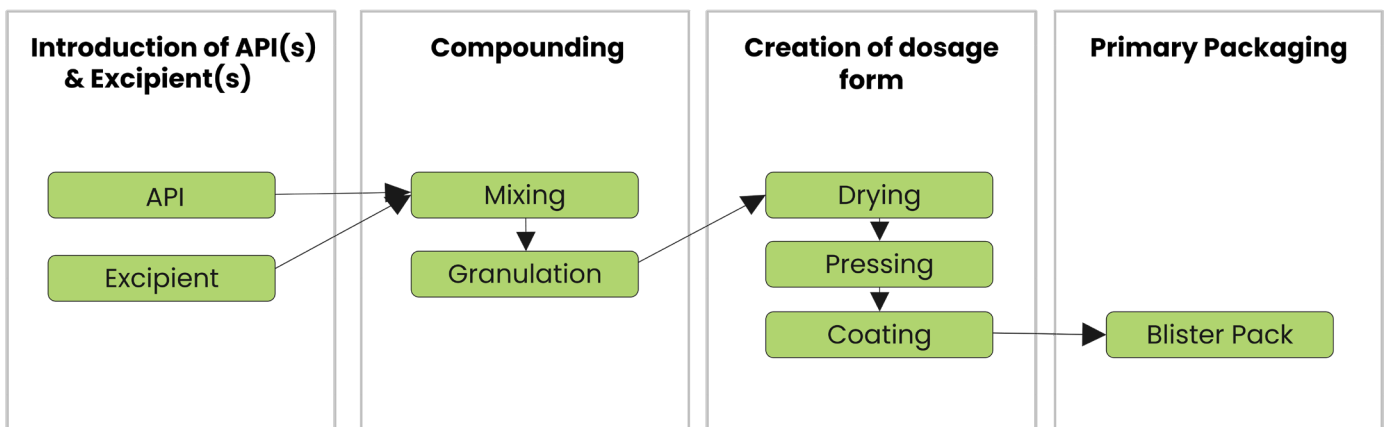 Introduction of API(s)
& Excipient(s)
API
Excipient
Compounding
Mixing
Granulation
Creation of dosage
form
Drying
Pressing
Coating
Primary Packaging
Blister Pack